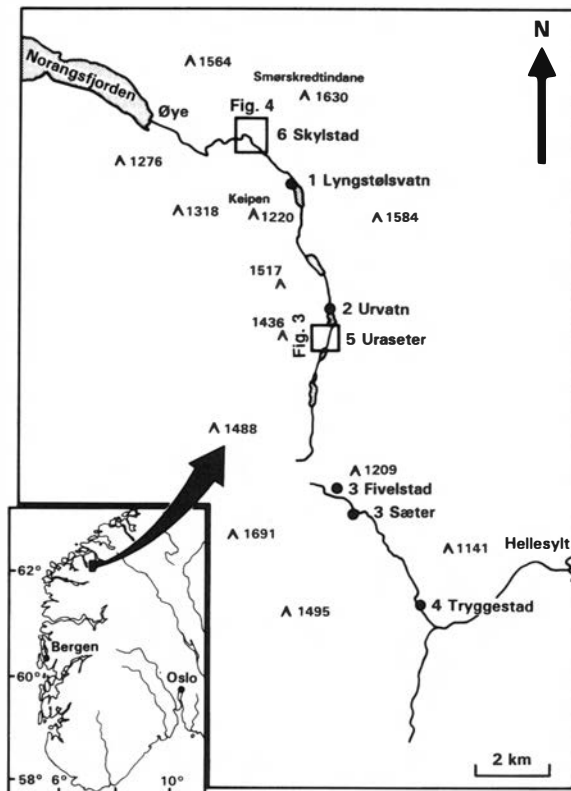 N
Norangsfjorden
Øye
1564
Smørskredtindane
1630
Fig. 4
6 Skylstad
1276
1 Lyngstølsvatn
Keipen
1318
1220
1584
1517
2 Urvatn
1436
Fig. 3
5 Uraseter
1488
1209
3 Fivelstad
3 Sæter
1691
1141
Hellesylt
4 Tryggestad
1495
2 km
62°
Bergen
Oslo
60°
58°
6°
10°